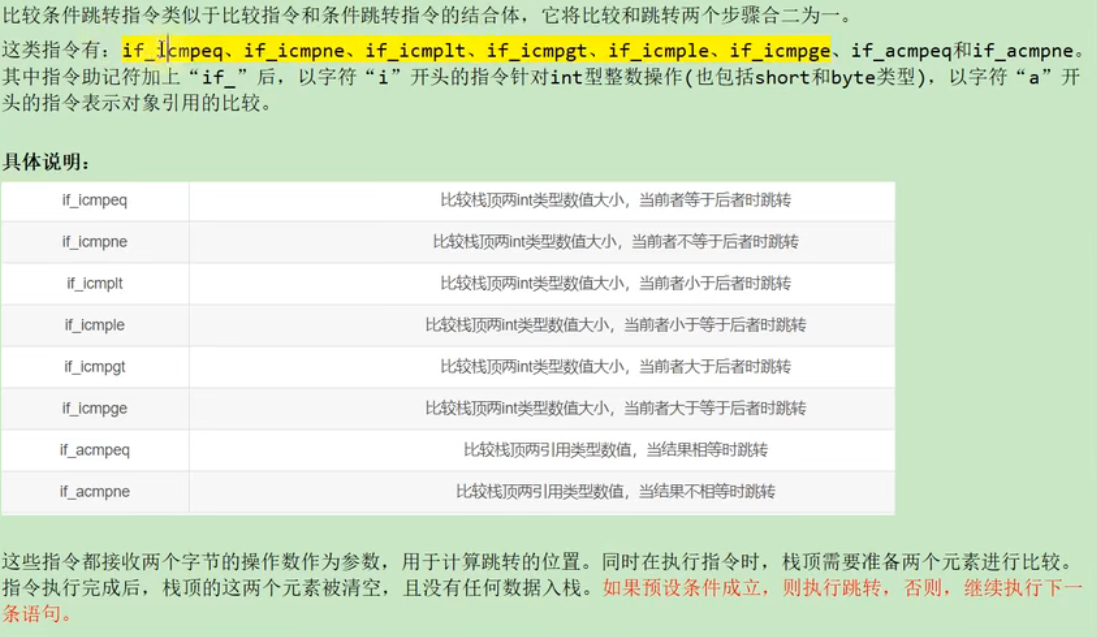 比较条件跳转指令类似于比较指令和条件跳转指令的结合体，它将比较和跳转两个步骤合二为一。
这类指令有：if_icmpeq、if_icmpne、if_icmplt、if_icmpgt、if_icmple、if_icmpge、if_acmpeq和if_acmpne。
其中指令助记符加上“if_”后，以字符“i”开头的指令针对int型整数操作(也包括short和byte类型)，以字符“a”开
头的指令表示对象引用的比较。
具体说明：
if_icmpeq 比较栈顶两int类型数值大小，当前者等于后者时跳转
if_icmpne 比较栈顶两int类型数值大小，当前者不等于后者时跳转
if_icmplt 比较栈顶两int类型数值大小，当前者小于后者时跳转
if_icmple 比较栈顶两int类型数值大小，当前者小于等于后者时跳转
if_icmpgt 比较栈顶两int类型数值大小，当前者大于后者时跳转
if_icmpge 比较栈顶两int类型数值大小，当前者大于等于后者时跳转
if_acmpeq 比较栈顶两引用类型数值，当结果相等时跳转
if_acmpne 比较栈顶两引用类型数值，当结果不相等时跳转
这些指令都接收两个字节的操作数作为参数，用于计算跳转的位置。同时在执行指令时，栈顶需要准备两个元素进行比较。
指令执行完成后，栈顶的这两个元素被清空，且没有任何数据入栈。如果预设条件成立，则执行跳转，否则，继续执行下一
条语句。